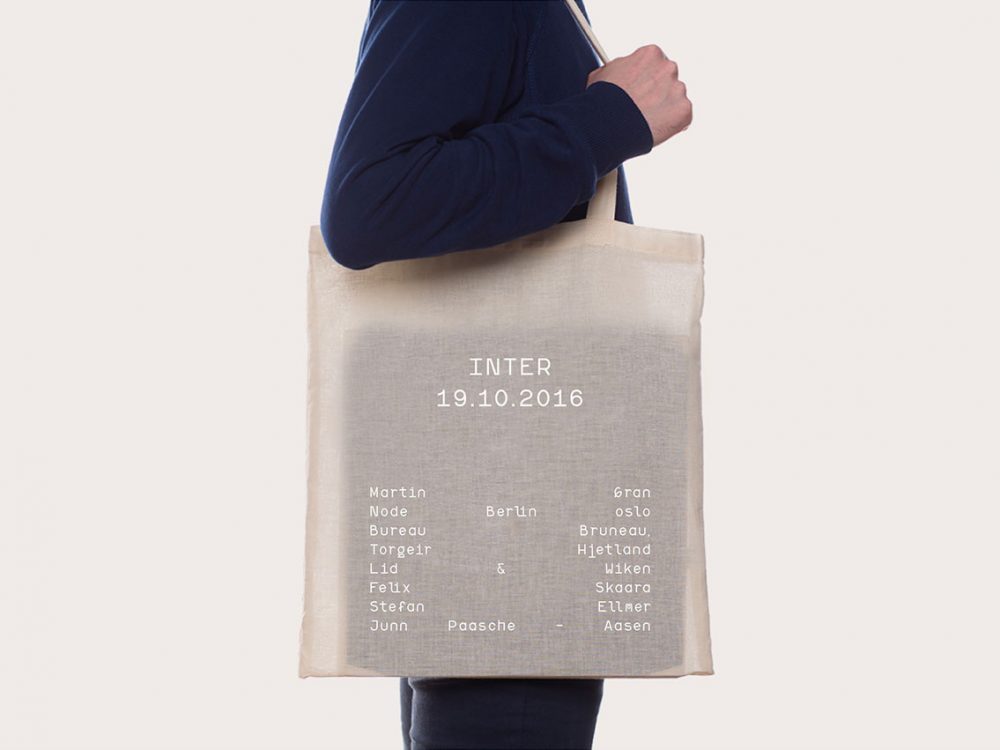 INTER
19.10.2016
Martin Gran
Node Berlin oslo
Bureau Bruneau,
Torgeir Hjetland
Lid & Wiken
Felix Skaara
Stefan Ellmer
Junn Paasche - Aasen